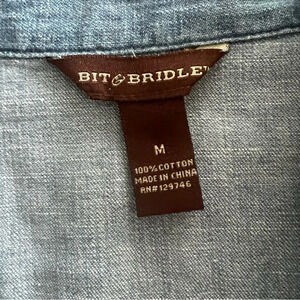 BIT & BRIDLE
M
100% COTTON
MADE IN CHINA
RN#129746